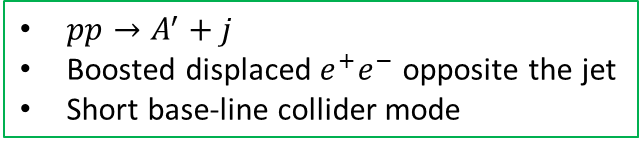 • pp → A′ + j
• Boosted displaced e⁺e⁻ opposite the jet
• Short base-line collider mode